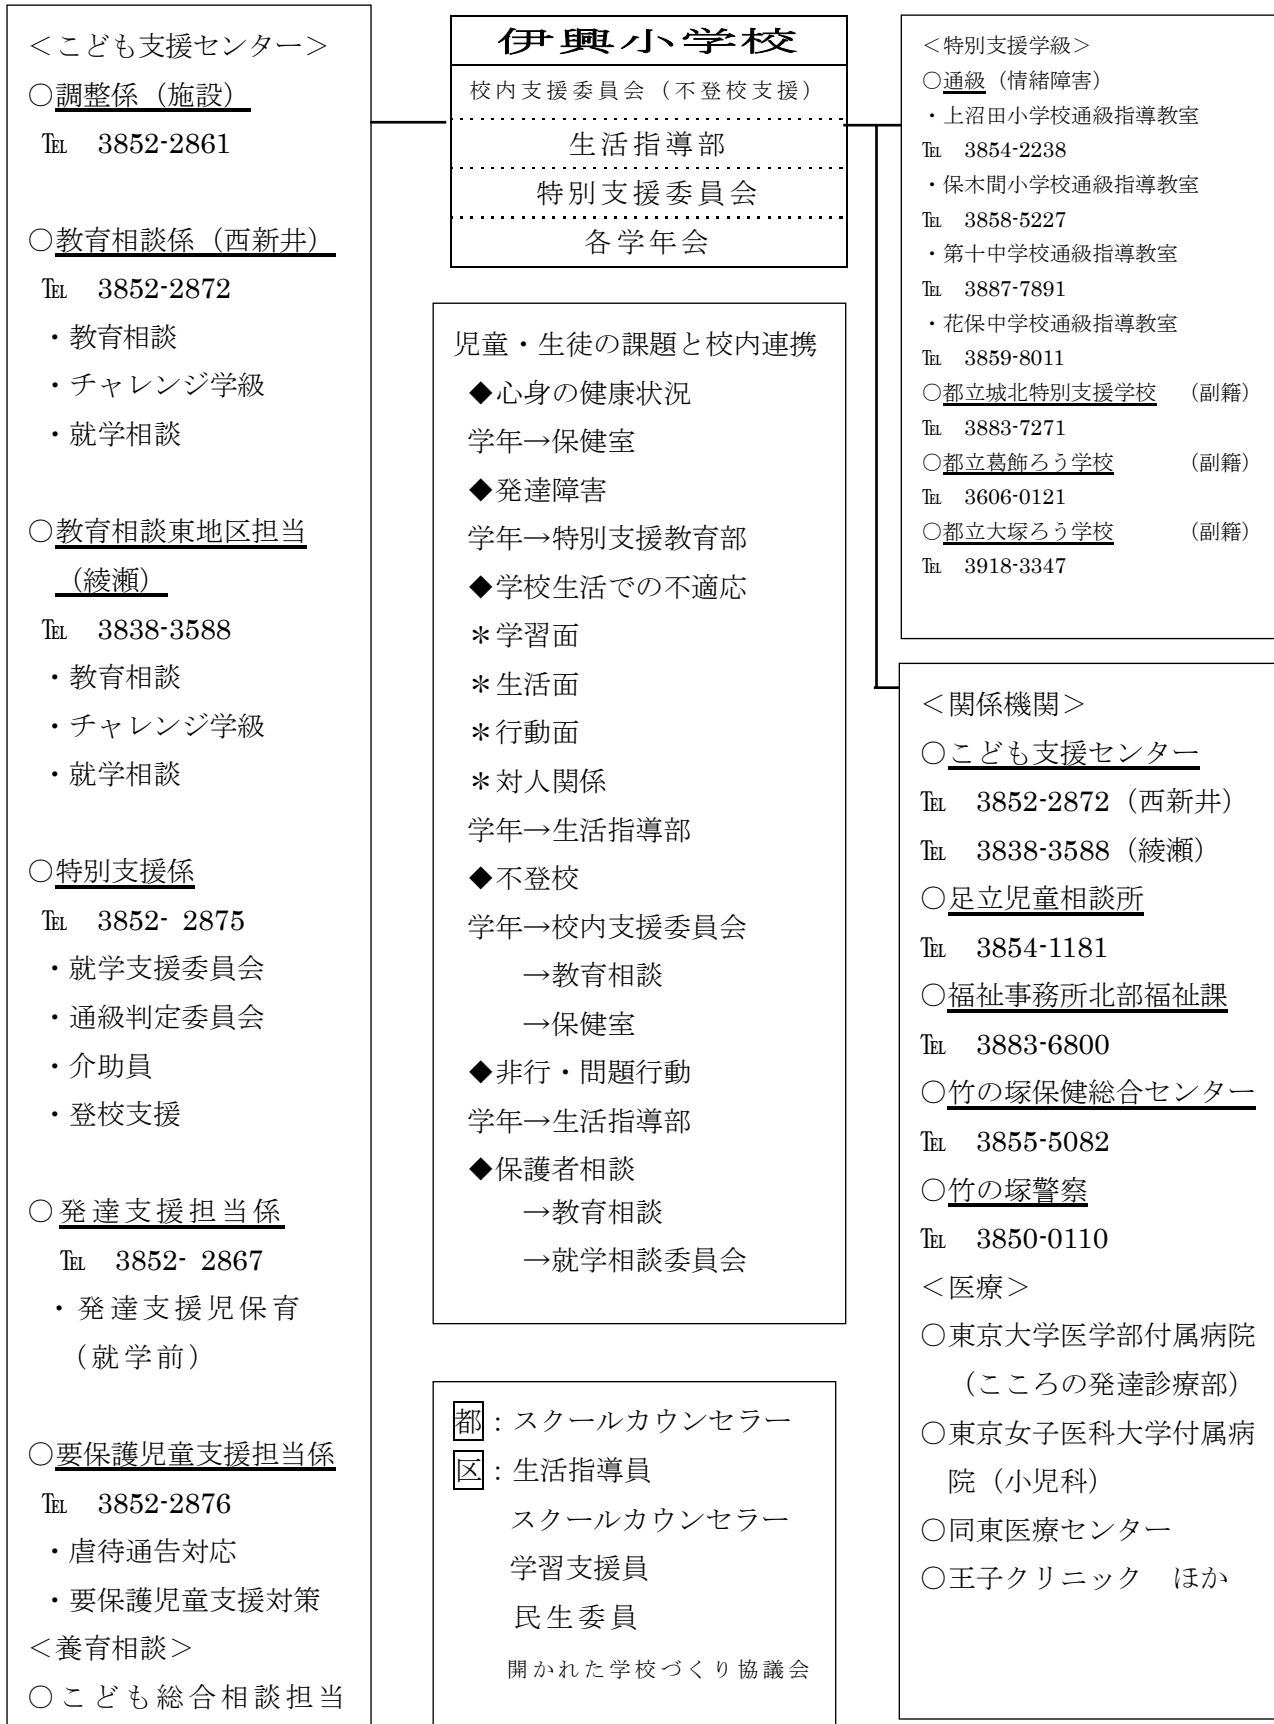 ＜こども支援センター＞
○調整係（施設）
℡　3852-2861
○教育相談係（西新井）
℡　3852-2872
・教育相談
・チャレンジ学級
・就学相談
○教育相談東地区担当
（綾瀬）
℡　3838-3588
・教育相談
・チャレンジ学級
・就学相談
○特別支援係
℡　3852- 2875
・就学支援委員会
・通級判定委員会
・介助員
・登校支援
○発達支援担当係
℡　3852- 2867
・発達支援児保育
（就学前）
○要保護児童支援担当係
℡　3852-2876
・虐待通告対応
・要保護児童支援対策
＜養育相談＞
○こども総合相談担当
伊興小学校
校内支援委員会（不登校支援）
生活指導部
特別支援委員会
各学年会
児童・生徒の課題と校内連携
◆心身の健康状況
学年→保健室
◆発達障害
学年→特別支援教育部
◆学校生活での不適応
＊学習面
＊生活面
＊行動面
＊対人関係
学年→生活指導部
◆不登校
学年→校内支援委員会
→教育相談
→保健室
◆非行・問題行動
学年→生活指導部
◆保護者相談
→教育相談
→就学相談委員会
都：スクールカウンセラー
区：生活指導員
スクールカウンセラー
学習支援員
民生委員
開かれた学校づくり協議会
＜特別支援学級＞
○通級（情緒障害）
・上沼田小学校通級指導教室
℡　3854-2238
・保木間小学校通級指導教室
℡　3858-5227
・第十中学校通級指導教室
℡　3887-7891
・花保中学校通級指導教室
℡　3859-8011
○都立城北特別支援学校　（副籍）
℡　3883-7271
○都立葛飾ろう学校　（副籍）
℡　3606-0121
○都立大塚ろう学校　（副籍）
℡　3918-3347
＜関係機関＞
○こども支援センター
℡　3852-2872（西新井）
℡　3838-3588（綾瀬）
○足立児童相談所
℡　3854-1181
○福祉事務所北部福祉課
℡　3883-6800
○竹の塚保健総合センター
℡　3855-5082
○竹の塚警察
℡　3850-0110
＜医療＞
○東京大学医学部付属病院
（こころの発達診療部）
○東京女子医科大学付属病
院（小児科）
○同東医療センター
○王子クリニック　ほか